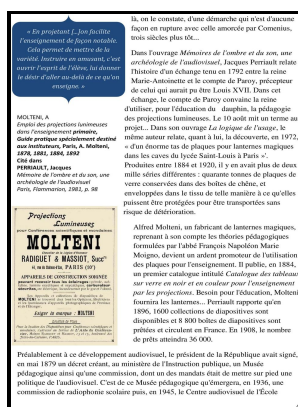 « En projetant [...]on facilite
l'enseignement de façon notable.
Cela permet de mettre de la
variété. Instruire en amusant, c'est
ouvrir l'esprit de l'élève, lui donner
le désir d'aller au-delà de ce qu'on
enseigne. »
MOLTENI, A
Emploi des projections lumineuses
dans l'enseignement primaire,
Guide pratique spécialement destiné
aux instituteurs, Paris, A. Molteni,
1878, 1881, 1884, 1892
Cité dans
PERRIAULT, Jacques
Mémoire de l'ombre et du son, une
archéologie de l'audiovisuel
Paris, Flammarion, 1981, p. 98
Projections
Lumineuses
MOLTENI
RADIGUET & MASSIOT, Succrs
PARIS
APPAREILS DE CONSTRUCTION SOIGNÉE
Exiger la marque : MOLTENI
là, on le constate, d'une démarche qui n'est d'aucune
façon en rupture avec celle amorcée par Comenius,
trois siècles plus tôt…
Dans l'ouvrage Mémoires de l'ombre et du son, une
archéologie de l'audiovisuel, Jacques Perriault relate
l'histoire d'un échange tenu en 1792 entre la reine
Marie-Antoinette et le compte de Paroy, précepteur
de celui qui aurait pu être Louis XVII. Dans cet
échange, le compte de Paroy convainc la reine
d'utiliser, pour l'éducation du dauphin, la pédagogie
des projections lumineuses. Le 10 août mit un terme au
projet... Dans son ouvrage La logique de l'usage, le
même auteur relate, quant à lui, la découverte, en 1972,
« d'un énorme tas de plaques pour lanternes magiques
dans les caves du lycée Saint-Louis à Paris ».
Produites entre 1884 et 1920, il y en avait plus de deux
mille séries différentes : quarante tonnes de plaques de
verre conservées dans des boîtes de chêne, et
enveloppées dans le tissu de telle manière à ce qu'elles
puissent être protégées pour être transportées sans
risque de détérioration.
Alfred Molteni, un fabricant de lanternes magiques,
reprenant à son compte les théories pédagogiques
formulées par l'abbé François Napoléon Marie
Moigno, devient un ardent promoteur de l'utilisation
des plaques pour l'enseignement. Il publie, en 1884,
un premier catalogue intitulé Catalogue des tableaux
sur verre en noir et en couleur pour l'enseignement
par les projections. Besoin pour l'Éducation, Molteni
fournira les lanternes... Perriault rapporte qu'en
1896, 1600 collections de diapositives sont
disponibles et 8 000 boîtes de diapositives sont
prêtées et circulent en France. En 1908, le nombre
de prêts atteindra 36 000.
Préalablement à ce développement audiovisuel, le président de la République avait signé,
en mai 1879 un décret créant, au ministère de l'Instruction publique, un Musée
pédagogique ainsi qu'une commission, dont un des mandats était de mettre sur pied une
politique de l'audiovisuel. C'est de ce Musée pédagogique qu'émergera, en 1936, une
commission de radiophonie scolaire puis, en 1945, le Centre audiovisuel de l'École